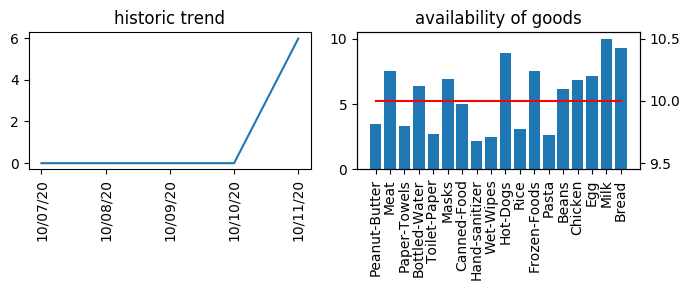 historic trend
6
4
2
0
10/07/20
10/08/20
10/09/20
10/10/20
10/11/20
availability of goods
10
5
0
10.5
10.0
9.5
Peanut-Butter
Meat
Paper-Towels
Bottled-Water
Toilet-Paper
Masks
Canned-Food
Hand-sanitizer
Wet-Wipes
Hot-Dogs
Rice
Frozen-Foods
Pasta
Beans
Chicken
Egg
Milk
Bread